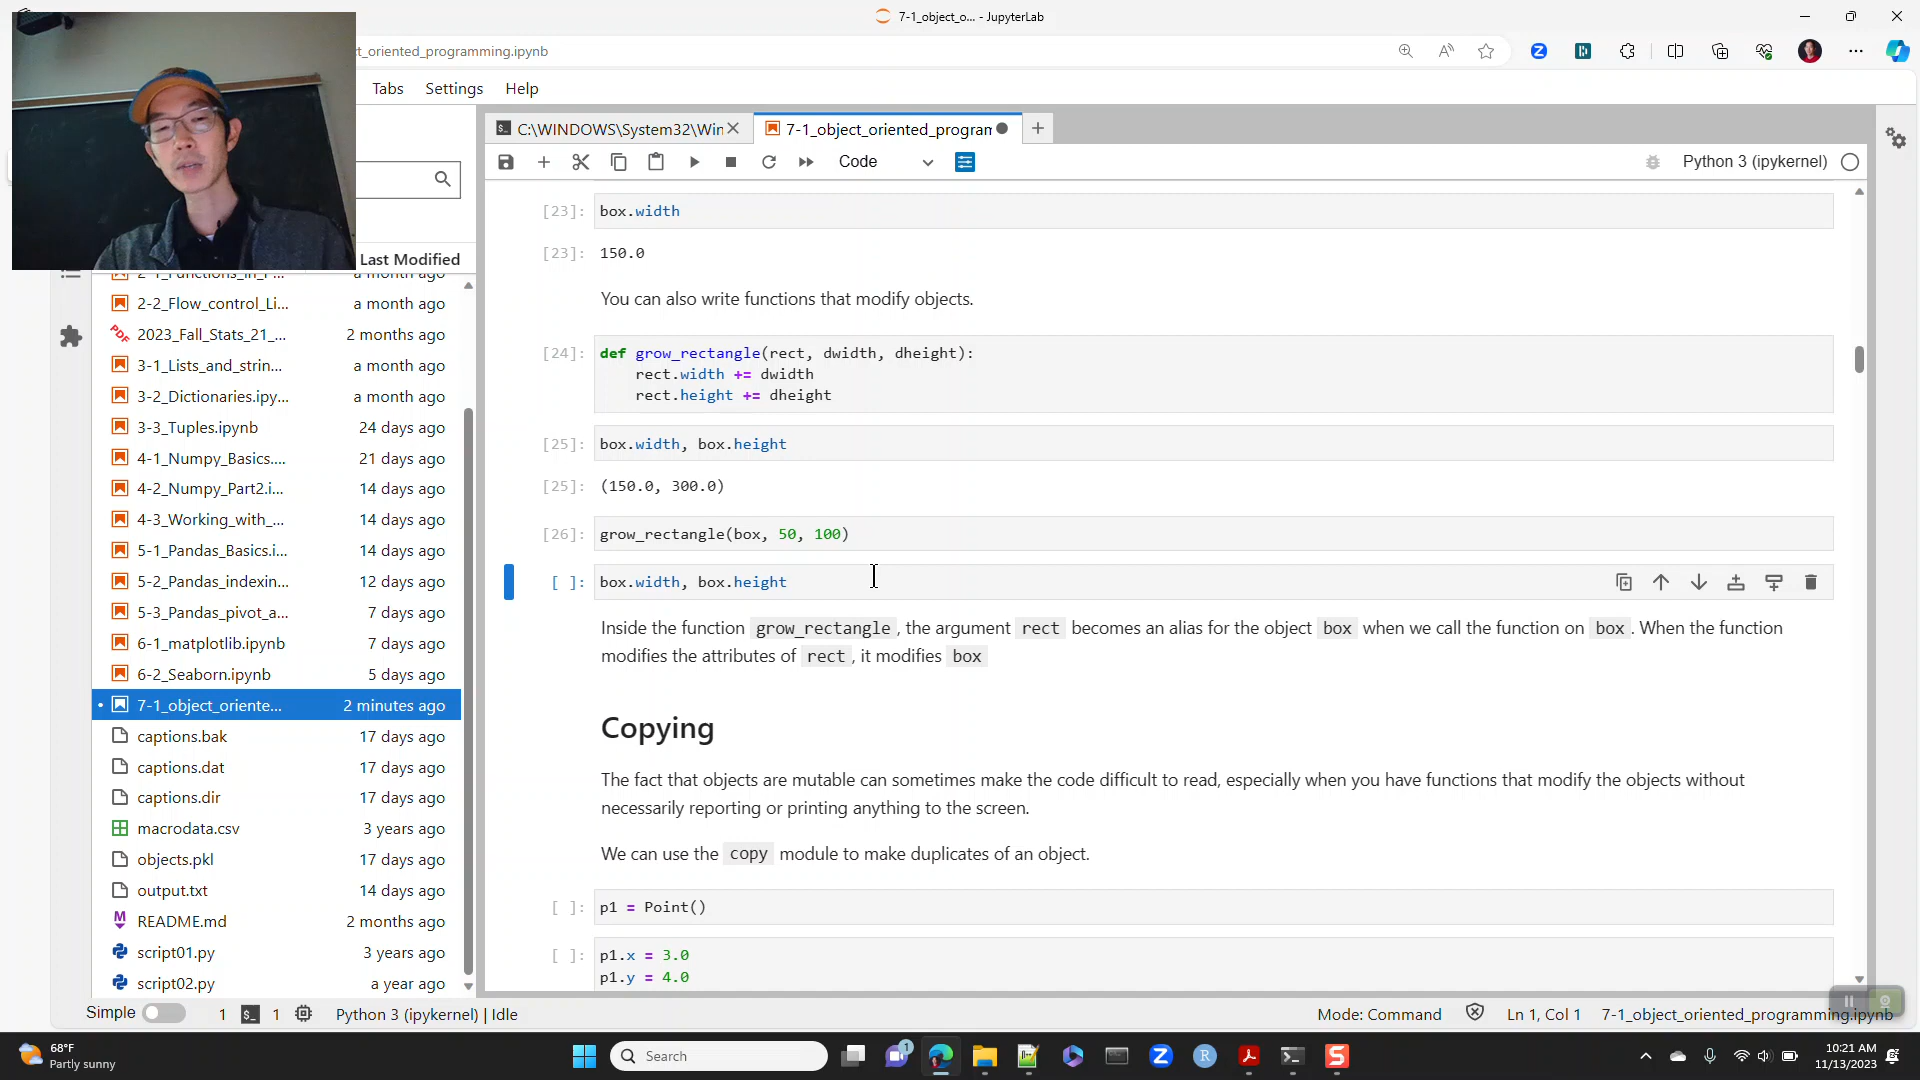 7-1_object_o... - JupyterLab
t_oriented_programming.ipynb
Tabs
Settings
Help
C:\WINDOWS\System32\Win
7-1_object_oriented_progran
Code
Python 3 (ipykernel)
Last Modified
a month ago
2-2_Flow_control_Li... a month ago
2023_Fall_Stats_21_... 2 months ago
3-1_Lists_and_strin... a month ago
3-2_Dictionaries.ipy... a month ago
3-3_Tuples.ipynb 24 days ago
4-1_Numpy_Basics.... 21 days ago
4-2_Numpy_Part2.i... 14 days ago
4-3_Working_with_... 14 days ago
5-1_Pandas_Basics.i... 14 days ago
5-2_Pandas_indexin... 12 days ago
5-3_Pandas_pivot_a... 7 days ago
6-1_matplotlib.ipynb 7 days ago
6-2_Seaborn.ipynb 5 days ago
7-1_object_oriente... 2 minutes ago
captions.bak 17 days ago
captions.dat 17 days ago
captions.dir 17 days ago
macrodata.csv 3 years ago
objects.pkl 17 days ago
output.txt 14 days ago
README.md 2 months ago
script01.py 3 years ago
script02.py a year ago
[23]: box.width
[23]: 150.0
You can also write functions that modify objects.
[24]: def grow_rectangle(rect, dwidth, dheight):
rect.width += dwidth
rect.height += dheight
[25]: box.width, box.height
[25]: (150.0, 300.0)
[26]: grow_rectangle(box, 50, 100)
[ ]: box.width, box.height
Inside the function grow_rectangle , the argument rect becomes an alias for the object box when we call the function on box . When the function
modifies the attributes of rect , it modifies box
Copying
The fact that objects are mutable can sometimes make the code difficult to read, especially when you have functions that modify the objects without
necessarily reporting or printing anything to the screen.
We can use the copy module to make duplicates of an object.
[ ]: p1 = Point()
[ ]: p1.x = 3.0
p1.y = 4.0
Simple
1
1
Python 3 (ipykernel) | Idle
Mode: Command
Ln 1, Col 1
7-1_object_oriented_programming.ipynb
68°F
Partly sunny
Search
1
10:21 AM
11/13/2023